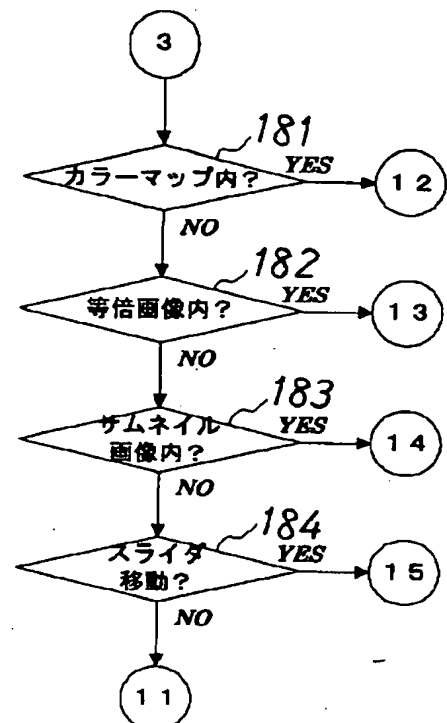 3
181
カラーマップ内?
YES
12
NO
182
等倍画像内?
YES
13
NO
183
サムネイル
画像内?
YES
14
NO
184
スライダ
移動?
YES
15
NO
11